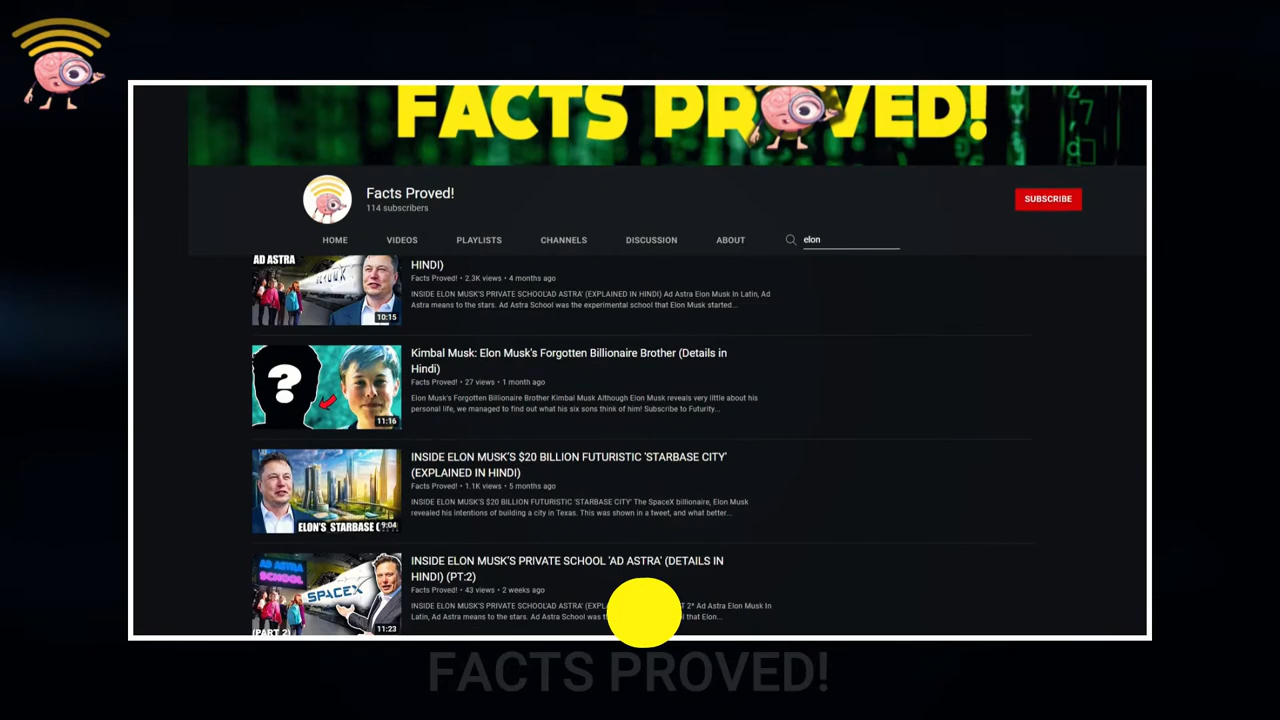 FACTS PROVED!
Facts Proved!
114 subscribers
SUBSCRIBE
HOME VIDEOS PLAYLISTS CHANNELS DISCUSSION ABOUT elon
AD ASTRA
10:15
HINDI)
Facts Proved! • 2.3K views • 4 months ago
INSIDE ELON MUSK'S PRIVATE SCHOOL'AD ASTRA' (EXPLAINED IN HINDI) Ad Astra Elon Musk In Latin, Ad
Astra means to the stars. Ad Astra School was the experimental school that Elon Musk started...
?
11:16
Kimbal Musk: Elon Musk's Forgotten Billionaire Brother (Details in
Hindi)
Facts Proved! • 27 views • 1 month ago
Elon Musk's Forgotten Billionaire Brother Kimbal Musk Although Elon Musk reveals very little about his
personal life, we managed to find out what his six sons think of him! Subscribe to Futurity...
ELON'S STARBASE (
9:04
INSIDE ELON MUSK'S $20 BILLION FUTURISTIC 'STARBASE CITY'
(EXPLAINED IN HINDI)
Facts Proved! • 1.1K views • 5 months ago
INSIDE ELON MUSK'S $20 BILLION FUTURISTIC 'STARBASE CITY' The SpaceX billionaire, Elon Musk
revealed his intentions of building a city in Texas. This was shown in a tweet, and what better...
AD ASTRA
SCHOOL
SPACEX
(PART 2)
11:23
INSIDE ELON MUSK'S PRIVATE SCHOOL 'AD ASTRA' (DETAILS IN
HINDI) (PT:2)
Facts Proved! • 43 views • 2 weeks ago
INSIDE ELON MUSK'S PRIVATE SCHOOL'AD ASTRA' 2* Ad Astra Elon Musk In
Latin, Ad Astra means to the stars. Ad Astra School was that Elon...
FACTS PROVED!